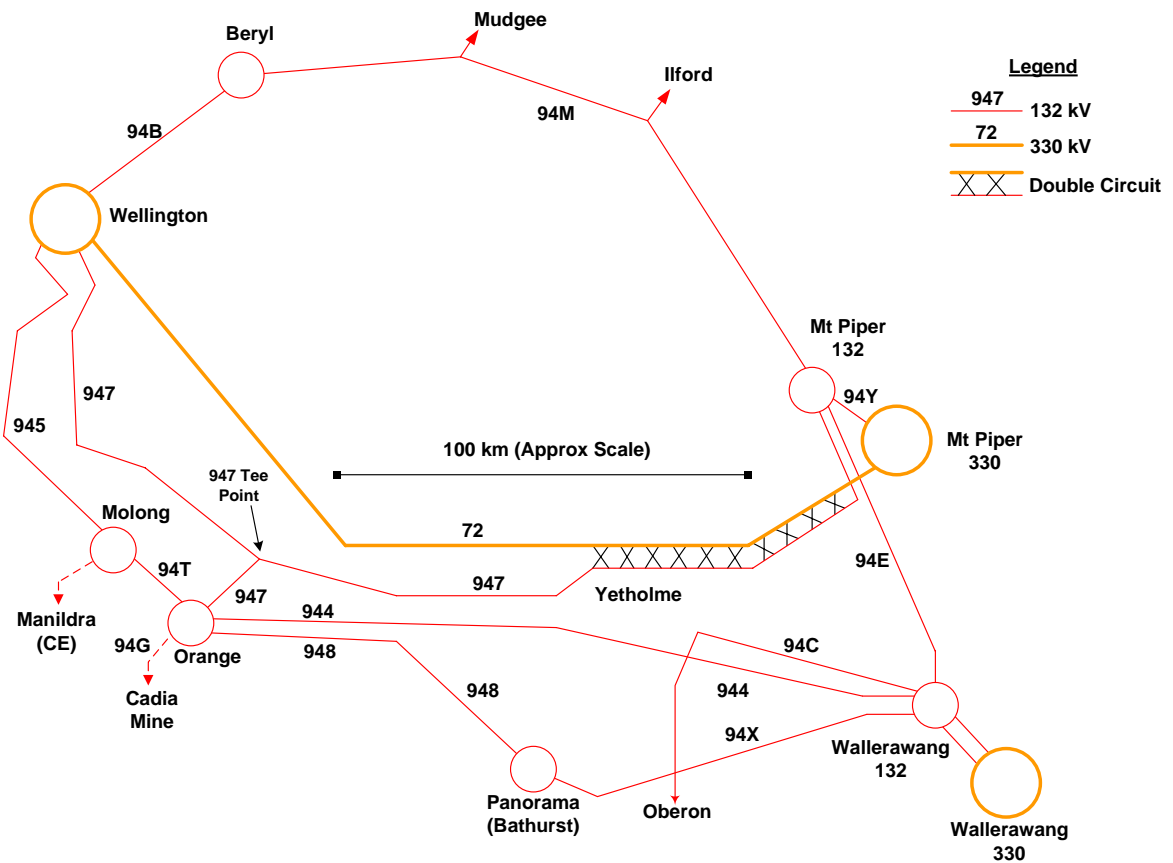 Mudgee
Beryl
Ilford
Legend
947
132 kV
72
330 kV
Double Circuit
94M
94B
Wellington
Mt Piper
132
94Y
947
945
Mt Piper
330
100 km (Approx Scale)
947 Tee
Point
Molong
72
94E
94T
947
947
Yetholme
Manildra
(CE)
944
94G
Orange
948
94C
Cadia
Mine
948
944
94X
Wallerawang
132
Panorama
(Bathurst)
Oberon
Wallerawang
330